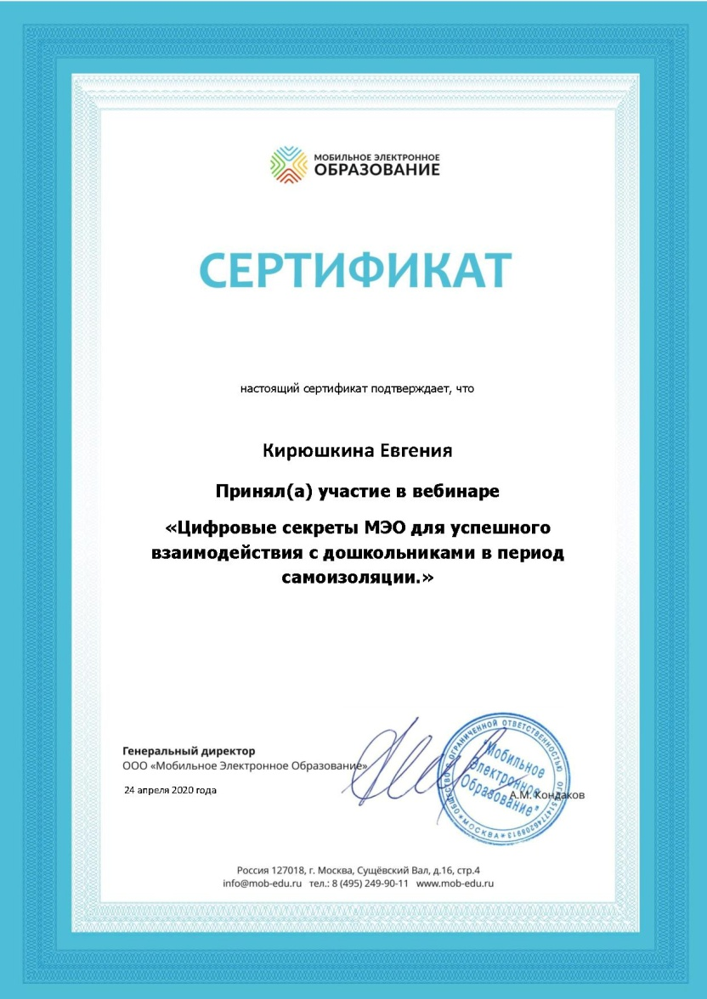 МОБИЛЬНОЕ ЭЛЕКТРОННОЕ
ОБРАЗОВАНИЕ
СЕРТИФИКАТ
настоящий сертификат подтверждает, что
Кирюшкина Евгения
Принял(а) участие в вебинаре
«Цифровые секреты МЭО для успешного
взаимодействия с дошкольниками в период
самоизоляции.»
Генеральный директор
ООО «Мобильное Электронное Образование»
24 апреля 2020 года
ОБЩЕСТВО С ОГРАНИЧЕННОЙ ОТВЕТСТВЕННОСТЬЮ
* МОСКВА *
"Мобильное
Электронное
Образование"
А.М. Кондаков
Россия 127018, г. Москва, Сущёвский Вал, д.16, стр.4
info@mob-edu.ru тел.: 8 (495) 249-90-11 www.mob-edu.ru